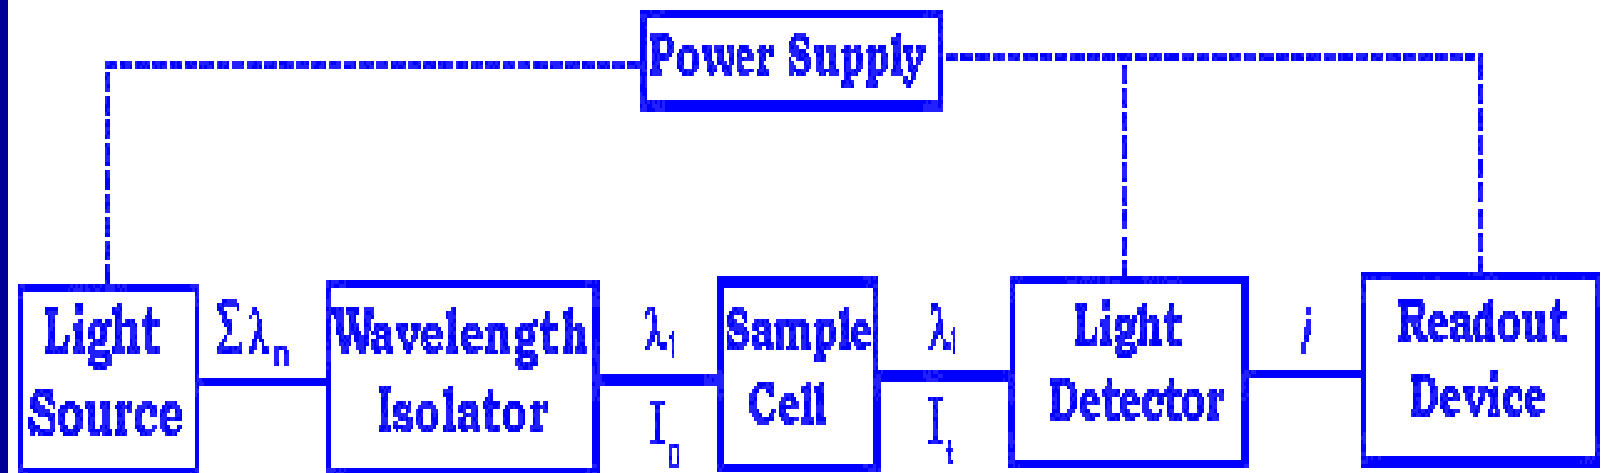 Power Supply
Light
Source
Σλn
Wavelength
Isolator
λ1
I0
Sample
Cell
λ1
It
Light
Detector
i
Readout
Device